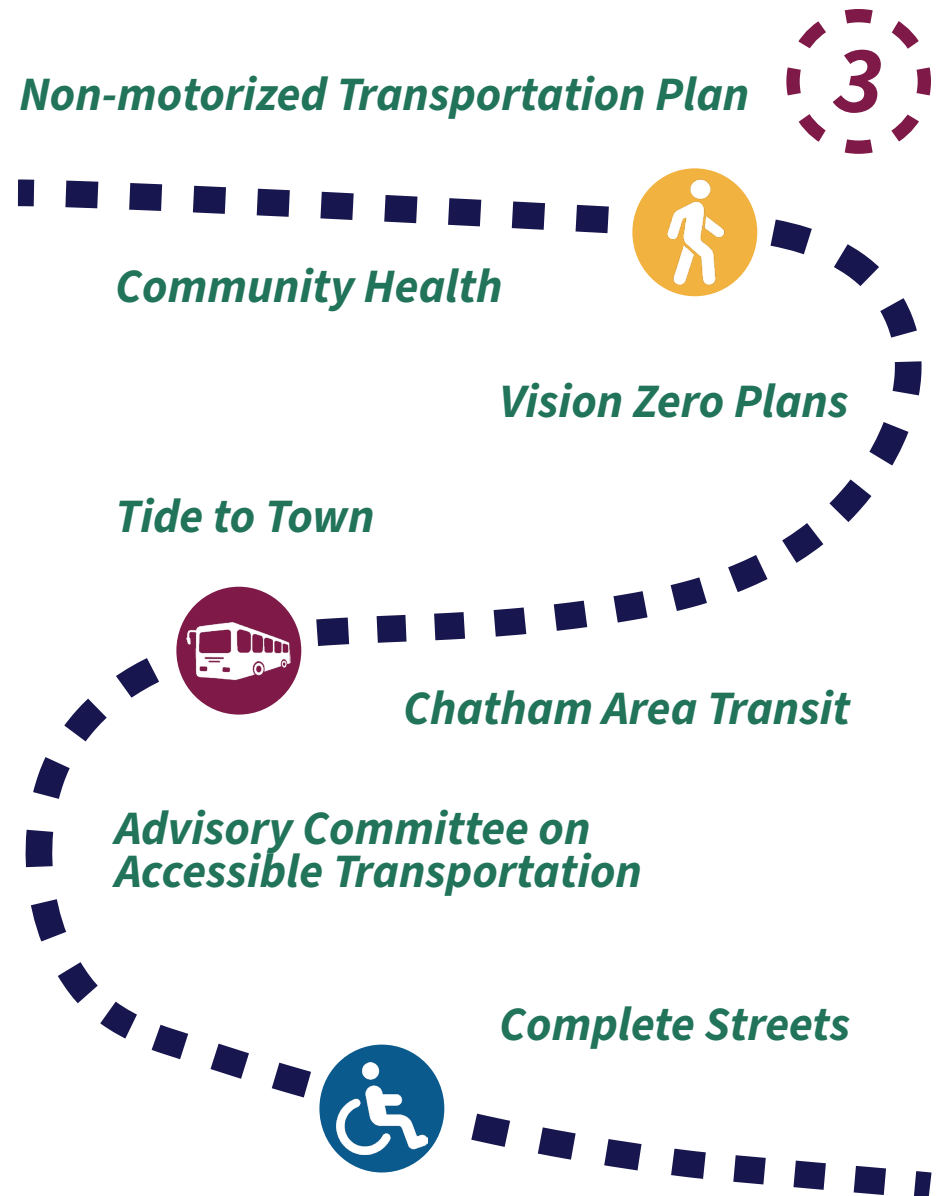 Non-motorized Transportation Plan
3
Community Health
Vision Zero Plans
Tide to Town
Chatham Area Transit
Advisory Committee on
Accessible Transportation
Complete Streets